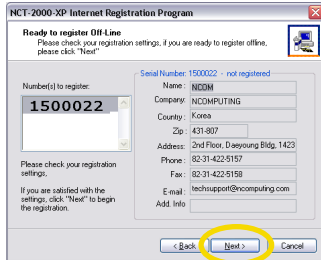 NCT-2000-XP Internet Registration Program
Ready to register Off-Line
Please check your registration settings, if you are ready to register offline,
please click "Next"
Number(s) to register:
1500022
Please check your registration
settings,
If you are satisfied with the
settings, click "Next" to begin
the registration.
Serial Number: 1500022 - not registered
Name : NCOM
Company: NCOMPUTING
Country : Korea
Zip : 431-807
Address: 2nd Floor, Daeyoung Bldg, 1423
Phone : 82-31-422-5157
Fax : 82-31-422-5158
E-mail : techsupport@ncomputing.com
Add. Info
< Back Next > Cancel